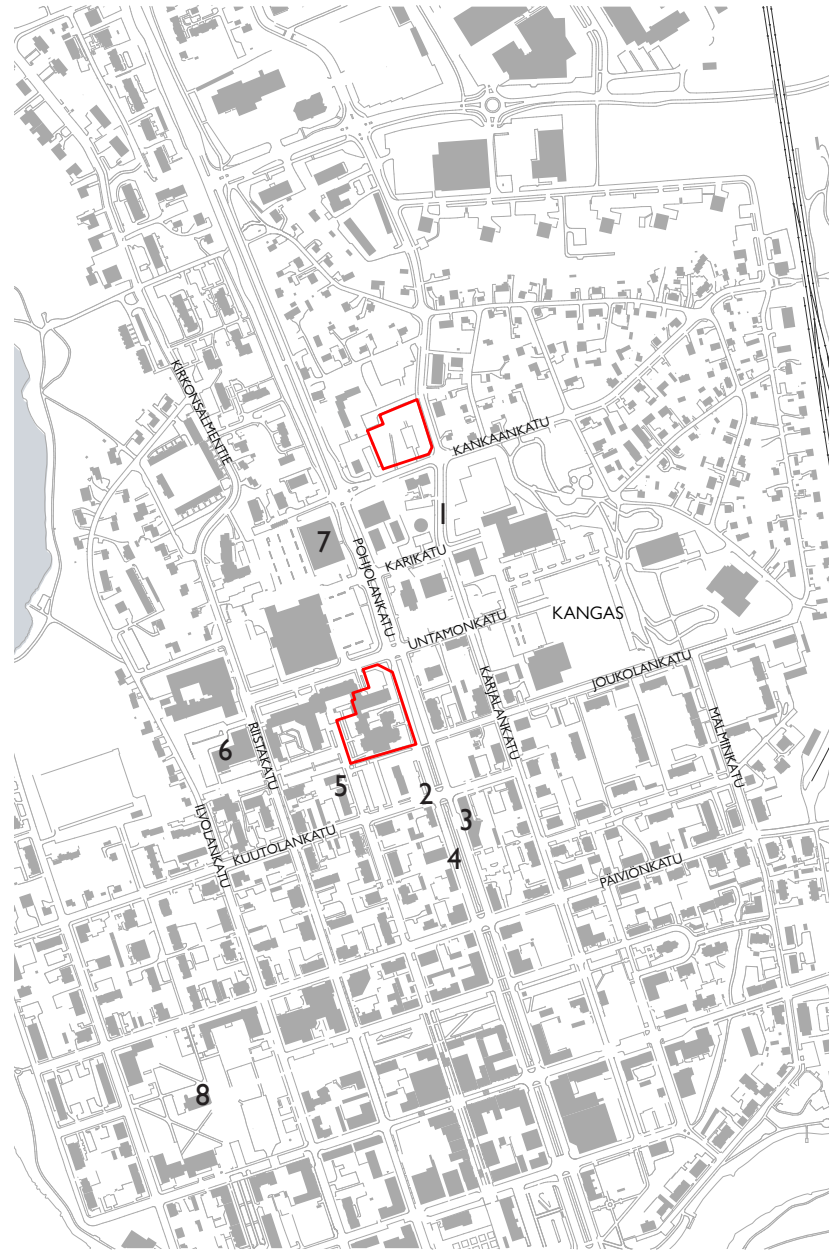 KIRKONSALMENTIE
KANKAANKATU
1
7
POHJOLANKATU
KARIKATU
UNTAMONKATU
KANGAS
KARJALANKATU
JOUKOLANKATU
MALMINKATU
RIISTAKATU
6
5
2
3
4
ILVOLANKATU
KUUTOLANKATU
PAIVIONKATU
8